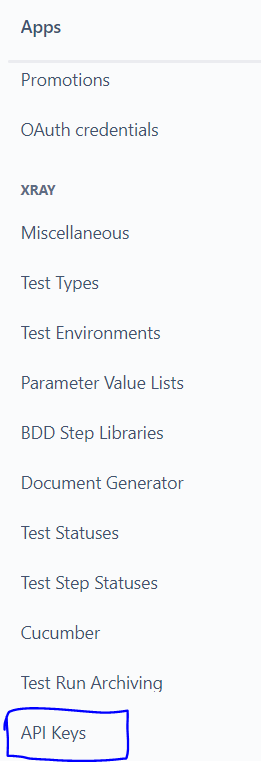 Apps
Promotions
OAuth credentials
XRAY
Miscellaneous
Test Types
Test Environments
Parameter Value Lists
BDD Step Libraries
Document Generator
Test Statuses
Test Step Statuses
Cucumber
Test Run Archiving
API Keys